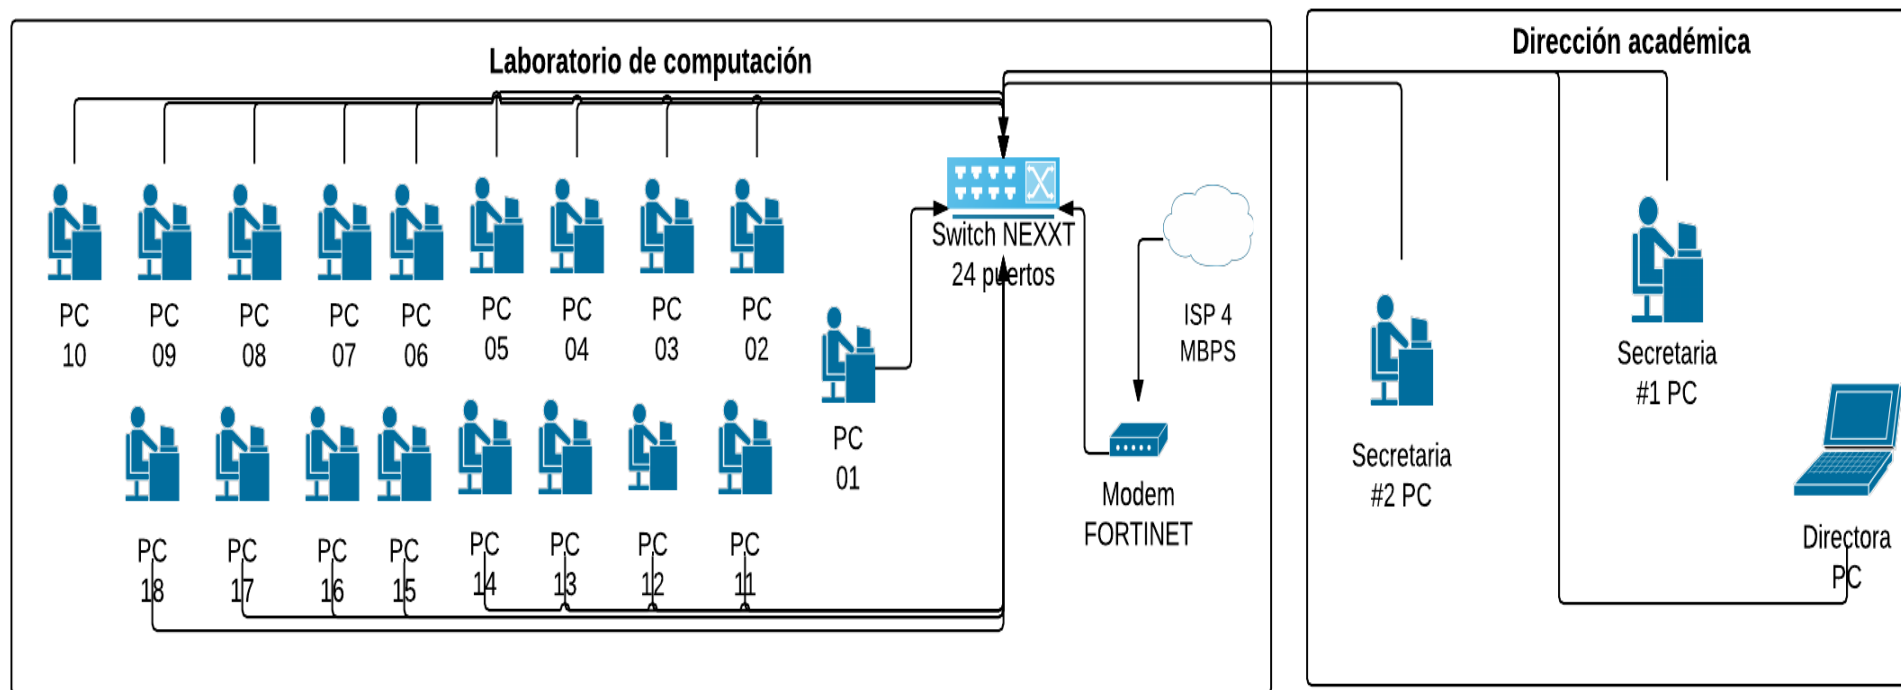 Laboratorio de computación
Dirección académica
PC
10
PC
09
PC
08
PC
07
PC
06
PC
05
PC
04
PC
03
PC
02
Switch NEXXT
24 puertos
PC
01
ISP 4
MBPS
Modem
FORTINET
PC
18
PC
17
PC
16
PC
15
PC
14
PC
13
PC
12
PC
11
Secretaria
#2 PC
Secretaria
#1 PC
Directora
PC